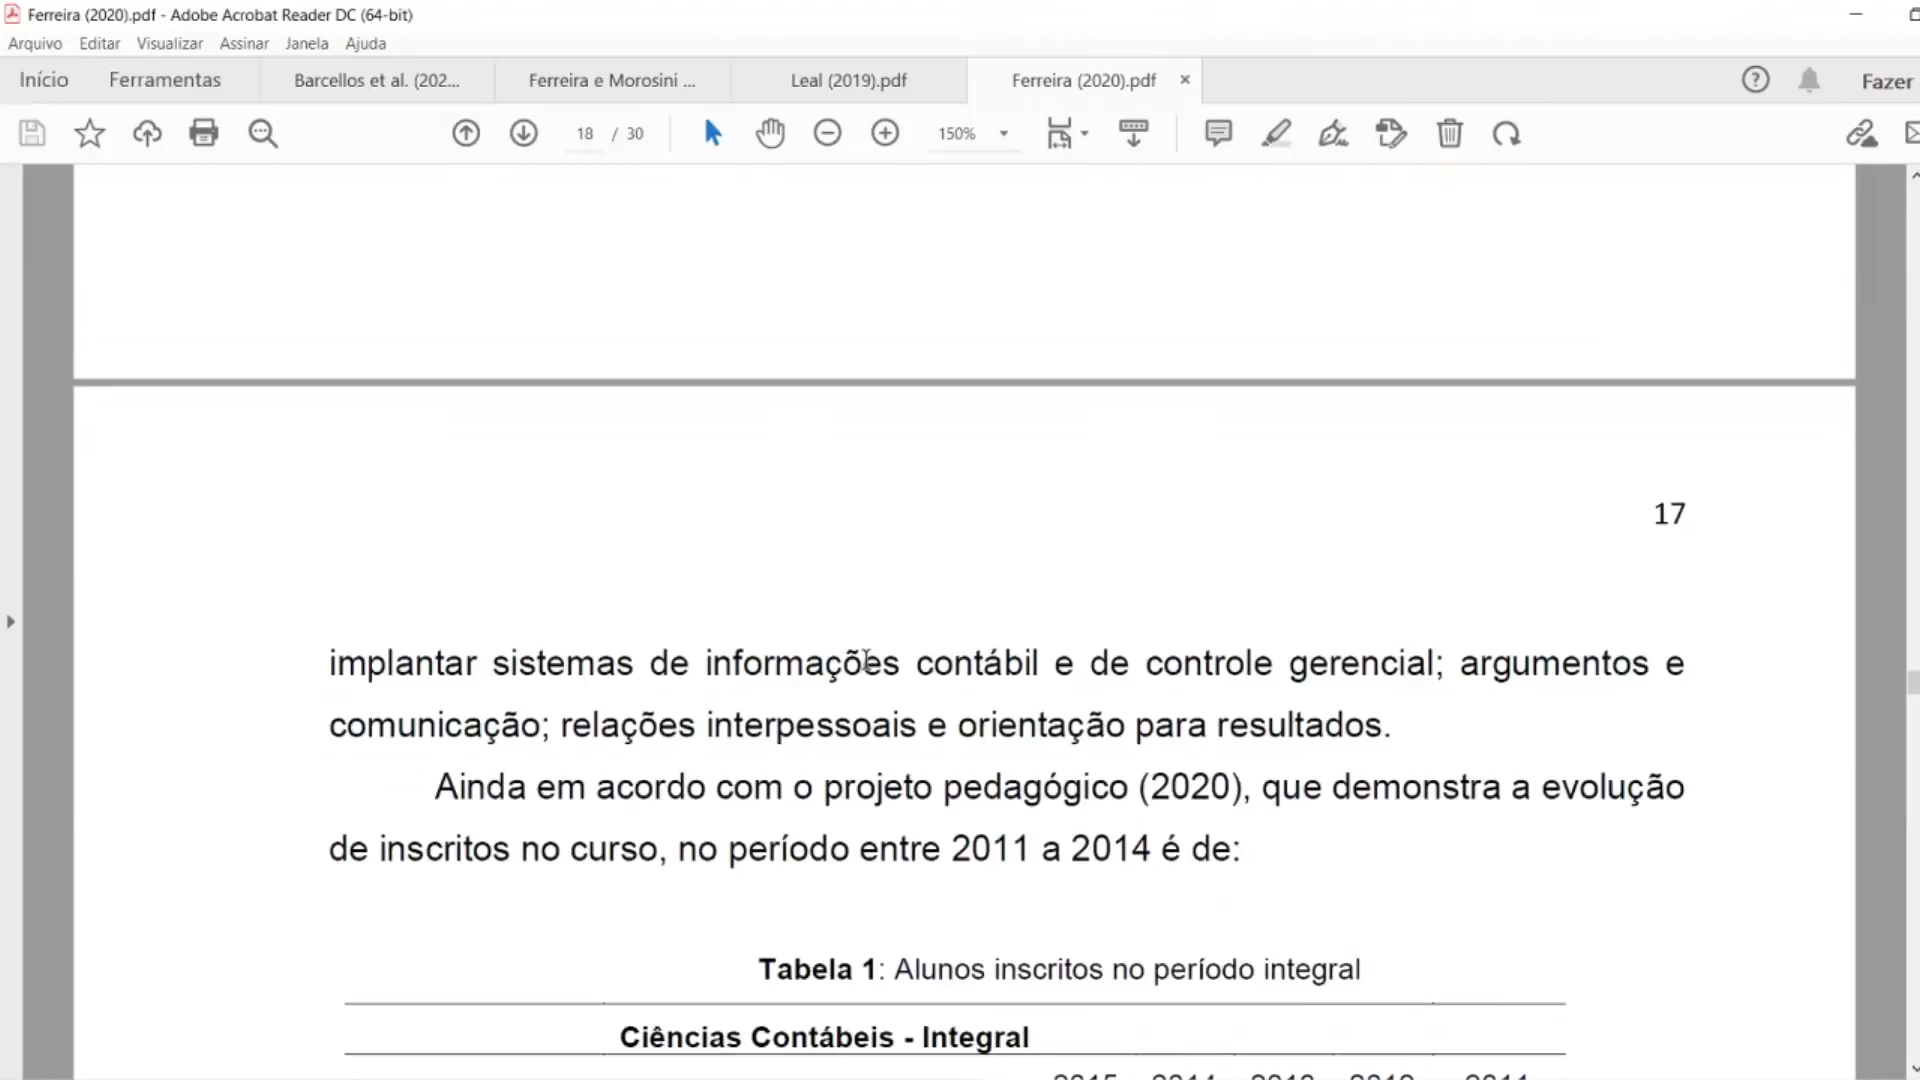 Ferreira (2020).pdf - Adobe Acrobat Reader DC (64-bit)
Arquivo Editar Visualizar Assinar Janela Ajuda
Início Ferramentas Barcellos et al. (202... Ferreira e Morosini ... Leal (2019).pdf Ferreira (2020).pdf × Fazer
18 / 30 150%
17
implantar sistemas de informações contábil e de controle gerencial; argumentos e
comunicação; relações interpessoais e orientação para resultados.
Ainda em acordo com o projeto pedagógico (2020), que demonstra a evolução
de inscritos no curso, no período entre 2011 a 2014 é de:
Tabela 1: Alunos inscritos no período integral
Ciências Contábeis - Integral